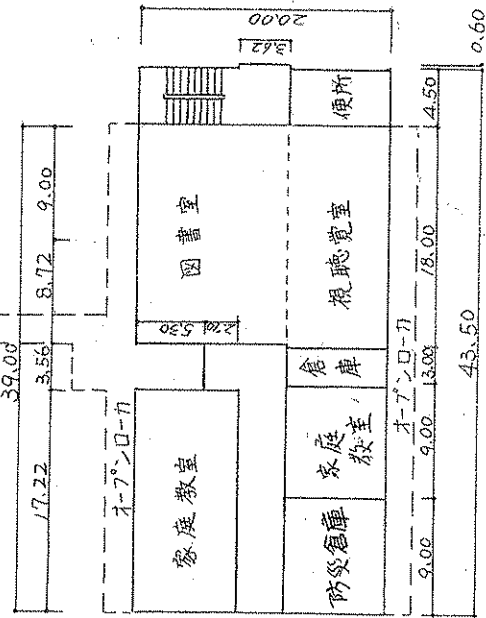 20.00
3.62
0.60
4.50
18.00
3.00
9.00
9.00
43.50
39.00
9.00
8.72
3.56
17.22
便所
図書室
視聴覚室
5.30
2.70
倉庫
オープンローカ
家庭教室
家庭
教室
防災倉庫
オープンローカ